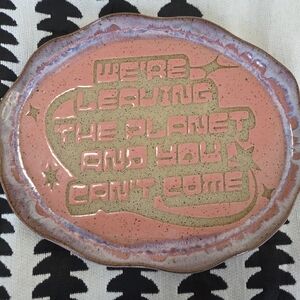 WE'RE
LEAVING
THE PLANET
AND YOU
CAN'T COME